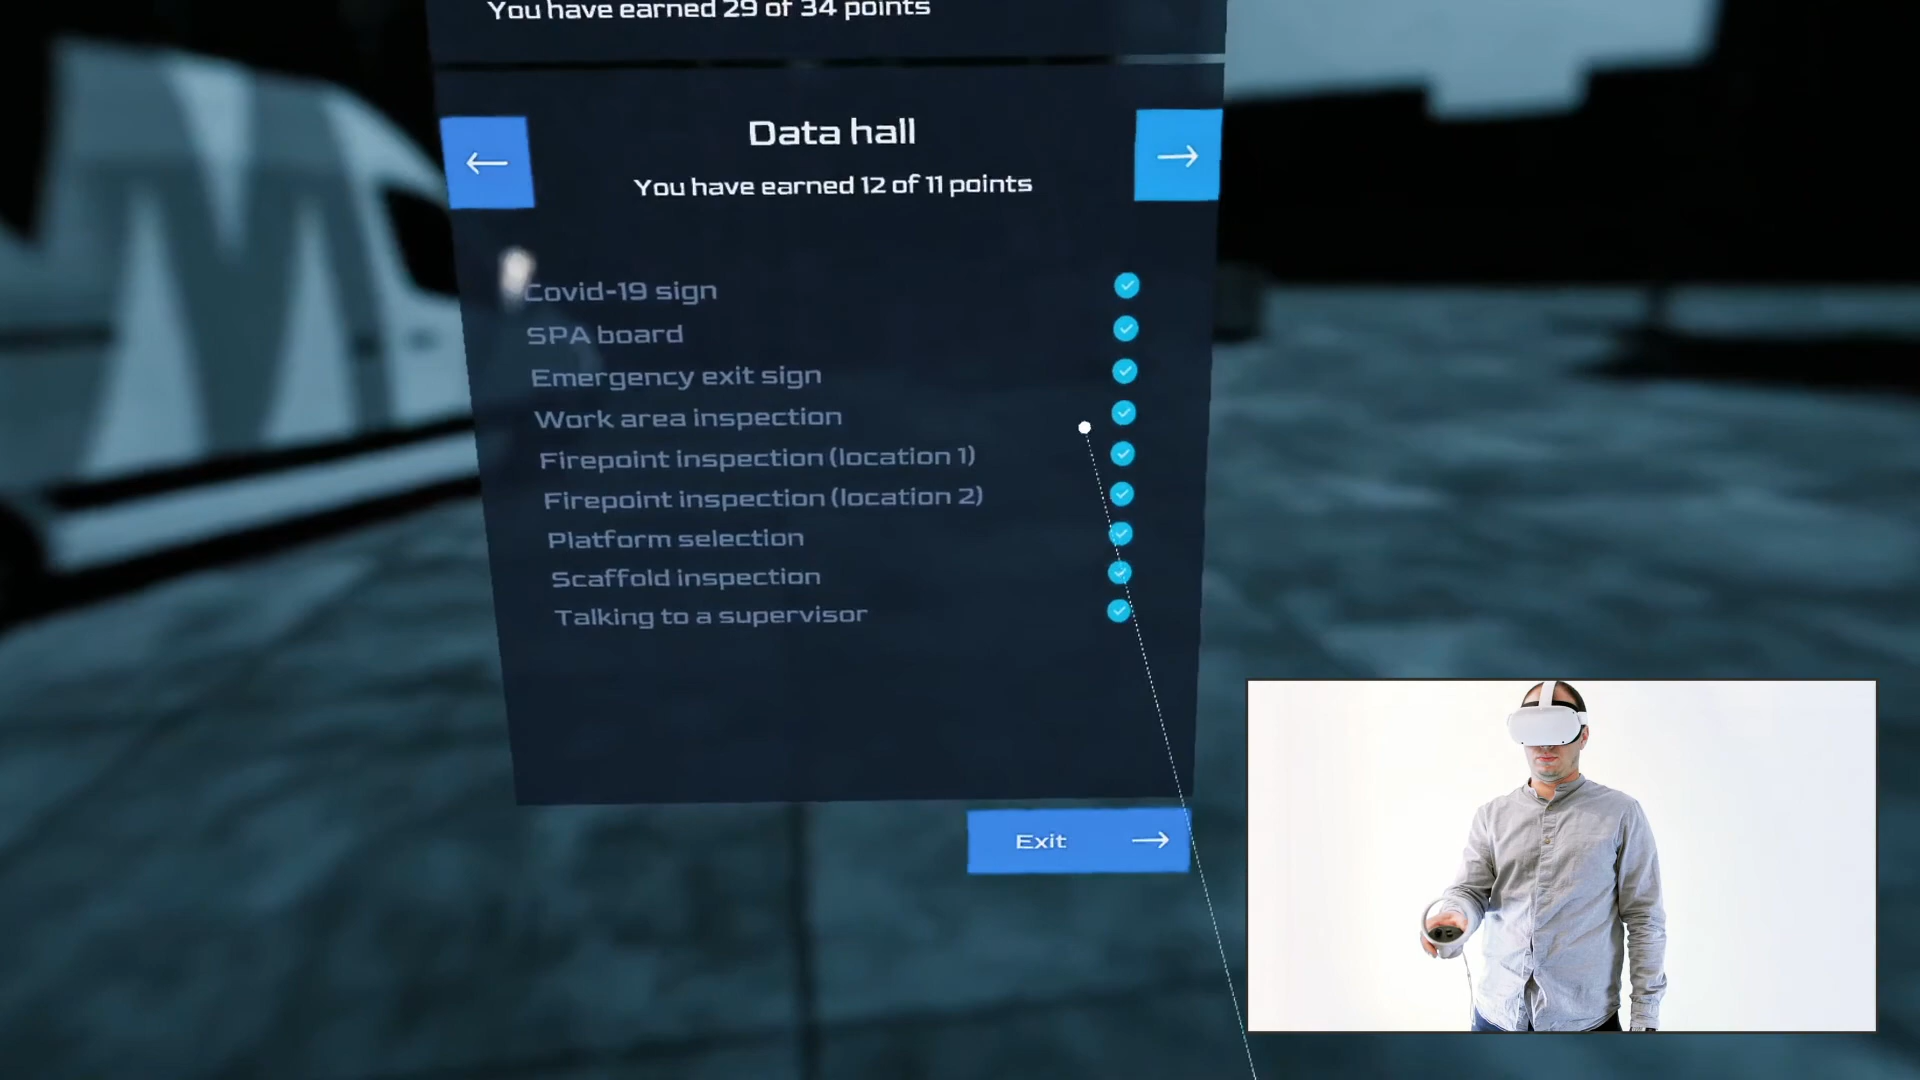 You have earned 29 of 34 points
Data hall
You have earned 12 of 11 points
Covid-19 sign
SPA board
Emergency exit sign
Work area inspection
Firepoint inspection (location 1)
Firepoint inspection (location 2)
Platform selection
Scaffold inspection
Talking to a supervisor
Exit